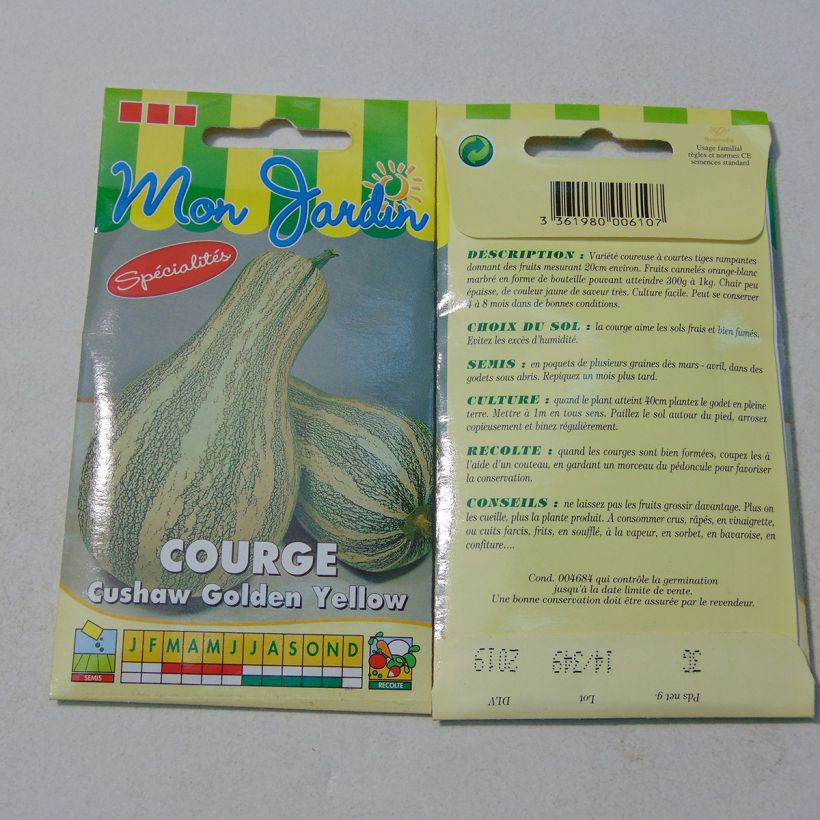 Mon Jardin
Spécialités
COURGE
Cushaw Golden Yellow
J F M A M J J A S O N D
SEMIS
RECOLTE
Usage familial
règles et normes CE
semences standard
3 361980 006107
DESCRIPTION : Variété coureuse à courtes tiges rampantes
donnant des fruits mesurant 20cm environ. Fruits cannelés orange-blanc
marbré en forme de bouteille pouvant atteindre 300g à 1kg. Chair peu
épaisse, de couleur jaune de saveur très. Culture facile. Peut se conserver
4 à 8 mois dans de bonnes conditions.
CHOIX DU SOL : la courge aime les sols frais et bien fumés.
Evitez les excès d'humidité.
SEMIS : en poquets de plusieurs graines dès mars - avril, dans des
godets sous abris. Repiquez un mois plus tard.
CULTURE : quand le plant atteint 40cm plantez le godet en pleine
terre. Mettre à 1m en tous sens. Paillez le sol autour du pied, arrosez
copieusement et binez régulièrement.
RECOLTE : quand les courges sont bien formées, coupez les à
l'aide d'un couteau, en gardant un morceau du pédoncule pour favoriser
la conservation.
CONSEILS : ne laissez pas les fruits grossir davantage. Plus on
les cueille, plus la plante produit. A consommer crus, râpés, en vinaigrette,
ou cuits farcis, frits, en soufflé, à la vapeur, en sorbet, en bavaroise, en
confiture....
Cond. 004684 qui contrôle la germination
jusqu'à la date limite de vente.
Une bonne conservation doit être assurée par le revendeur.
2019 14/349 3G
DLV Lot Pds net g.